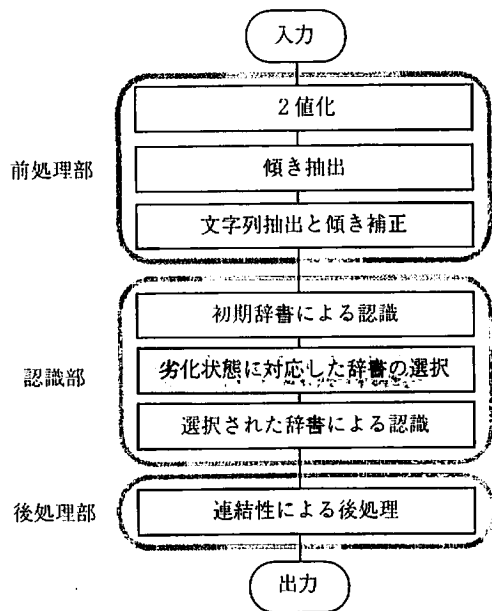 入力
2値化
前処理部
傾き抽出
文字列抽出と傾き補正
初期辞書による認識
認識部
劣化状態に対応した辞書の選択
選択された辞書による認識
後処理部
連結性による後処理
出力